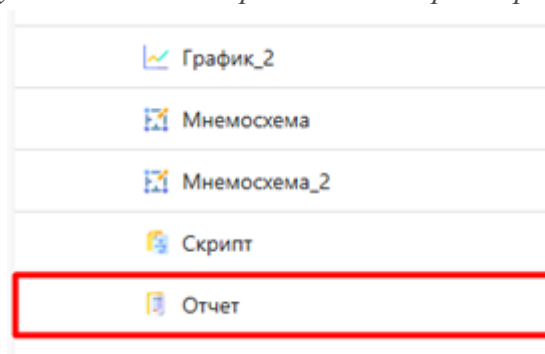 График_2
Мнемосхема
Мнемосхема_2
Скрипт
Отчет